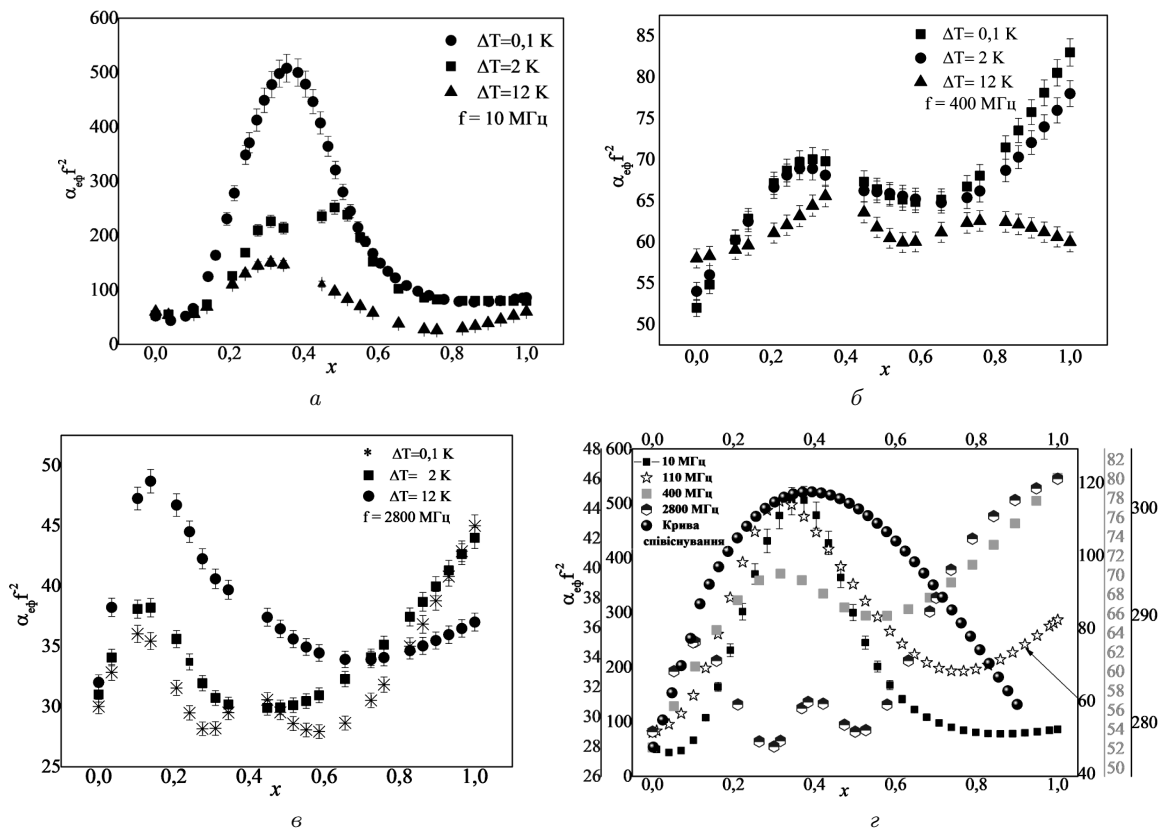 600
500
400
300
200
100
0
α_еф f⁻²
● ΔT=0,1 K
■ ΔT=2 K
▲ ΔT=12 K
f = 10 МГц
0,0 0,2 0,4 0,6 0,8 1,0
x
а
85
80
75
70
65
60
55
50
α_еф f⁻²
■ ΔT= 0,1 K
● ΔT= 2 K
▲ ΔT= 12 K
f = 400 МГц
0,0 0,2 0,4 0,6 0,8 1,0
x
б
50
45
40
35
30
25
α_еф f⁻²
* ΔT=0,1 K
■ ΔT= 2 K
● ΔT= 12 K
f = 2800 МГц
0,0 0,2 0,4 0,6 0,8 1,0
x
в
0,0 0,2 0,4 0,6 0,8 1,0
48
46
44
42
40
38
36
34
32
30
28
26
600
500
400
300
200
100
0
α_еф f⁻²
10 МГц
110 МГц
400 МГц
2800 МГц
Крива
співіснування
120
100
80
60
40
82
80
78
76
74
72
70
68
66
64
62
60
58
56
54
52
50
300
290
280
0,0 0,2 0,4 0,6 0,8 1,0
x
г